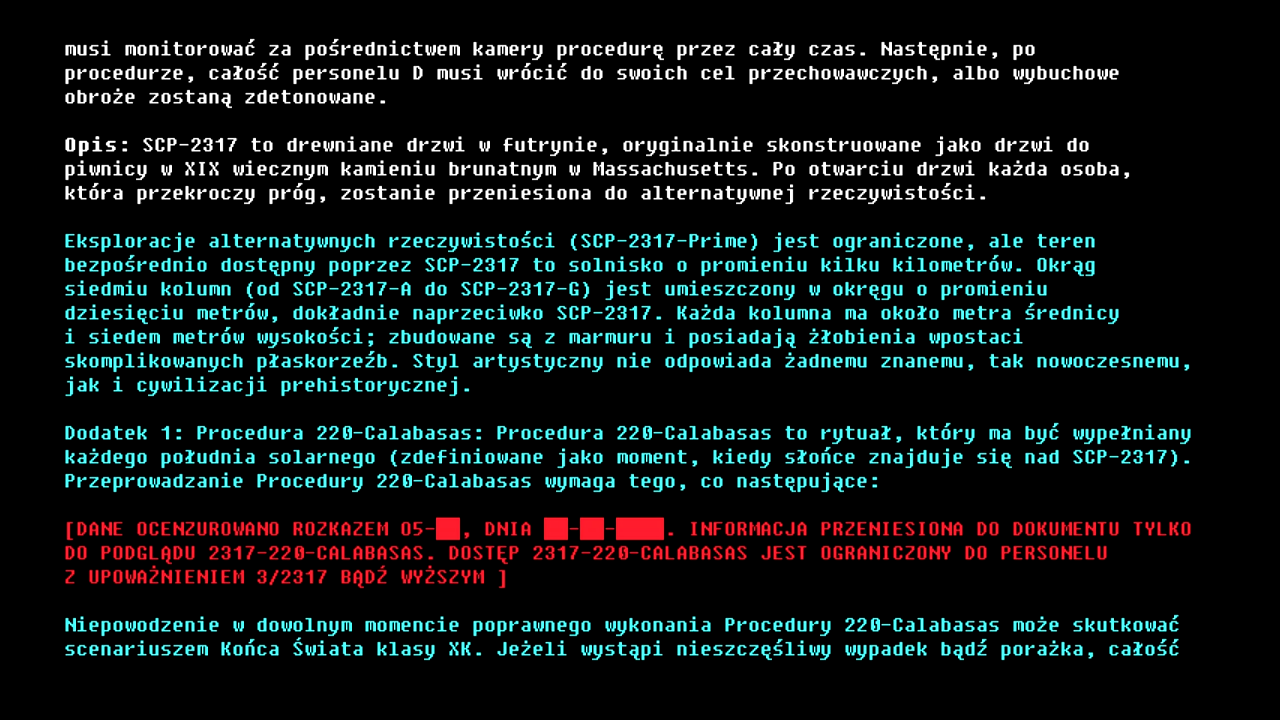 musi monitorować za pośrednictwem kamery procedurę przez cały czas. Następnie, po
procedurze, całość personelu D musi wrócić do swoich cel przechowawczych, albo wybuchowe
obroże zostaną zdetonowane.
Opis: SCP-2317 to drewniane drzwi w futrynie, oryginalnie skonstruowane jako drzwi do
piwnicy w XIX wiecznym kamieniu brunatnym w Massachusetts. Po otwarciu drzwi każda osoba,
która przekroczy próg, zostanie przeniesiona do alternatywnej rzeczywistości.
Eksploracje alternatywnych rzeczywistości (SCP-2317-Prime) jest ograniczone, ale teren
bezpośrednio dostępny poprzez SCP-2317 to solnisko o promieniu kilku kilometrów. Okrąg
siedmiu kolumn (od SCP-2317-A do SCP-2317-G) jest umieszczony w okręgu o promieniu
dziesięciu metrów, dokładnie naprzeciwko SCP-2317. Każda kolumna ma około metra średnicy
i siedem metrów wysokości; zbudowane są z marmuru i posiadają żłobienia wpostaci
skomplikowanych płaskorzeźb. Styl artystyczny nie odpowiada żadnemu znanemu, tak nowoczesnemu,
jak i cywilizacji prehistorycznej.
Dodatek 1: Procedura 220-Calabasas: Procedura 220-Calabasas to rytuał, który ma być wypełniany
każdego południa solarnego (zdefiniowane jako moment, kiedy słońce znajduje się nad SCP-2317).
Przeprowadzanie Procedury 220-Calabasas wymaga tego, co następujące:
[DANE OCENZUROWANO ROZKAZEM O5-██, DNIA ██-██-████. INFORMACJA PRZENIESIONA DO DOKUMENTU TYLKO
DO PODGLĄDU 2317-220-CALABASAS. DOSTĘP 2317-220-CALABASAS JEST OGRANICZONY DO PERSONELU
Z UPOWAŻNIENIEM 3/2317 BĄDŹ WYŻSZYM ]
Niepowodzenie w dowolnym momencie poprawnego wykonania Procedury 220-Calabasas może skutkować
scenariuszem Końca Świata klasy XK. Jeżeli wystąpi nieszczęśliwy wypadek bądź porażka, całość